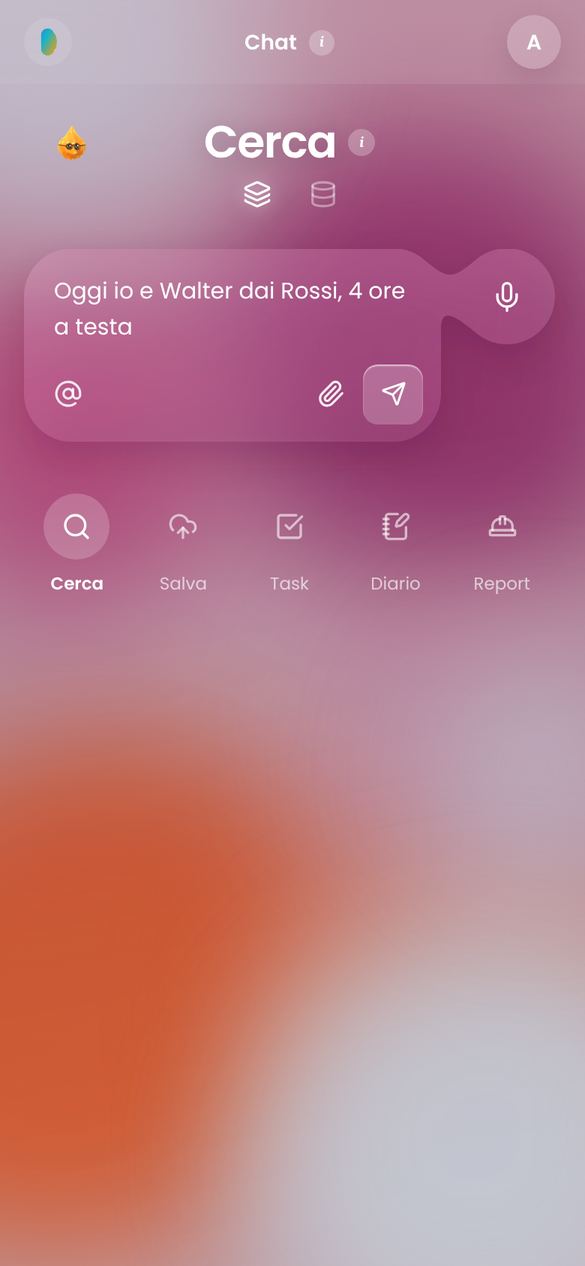 Chat i
A
Cerca i
Oggi io e Walter dai Rossi, 4 ore
a testa
@
Cerca Salva Task Diario Report